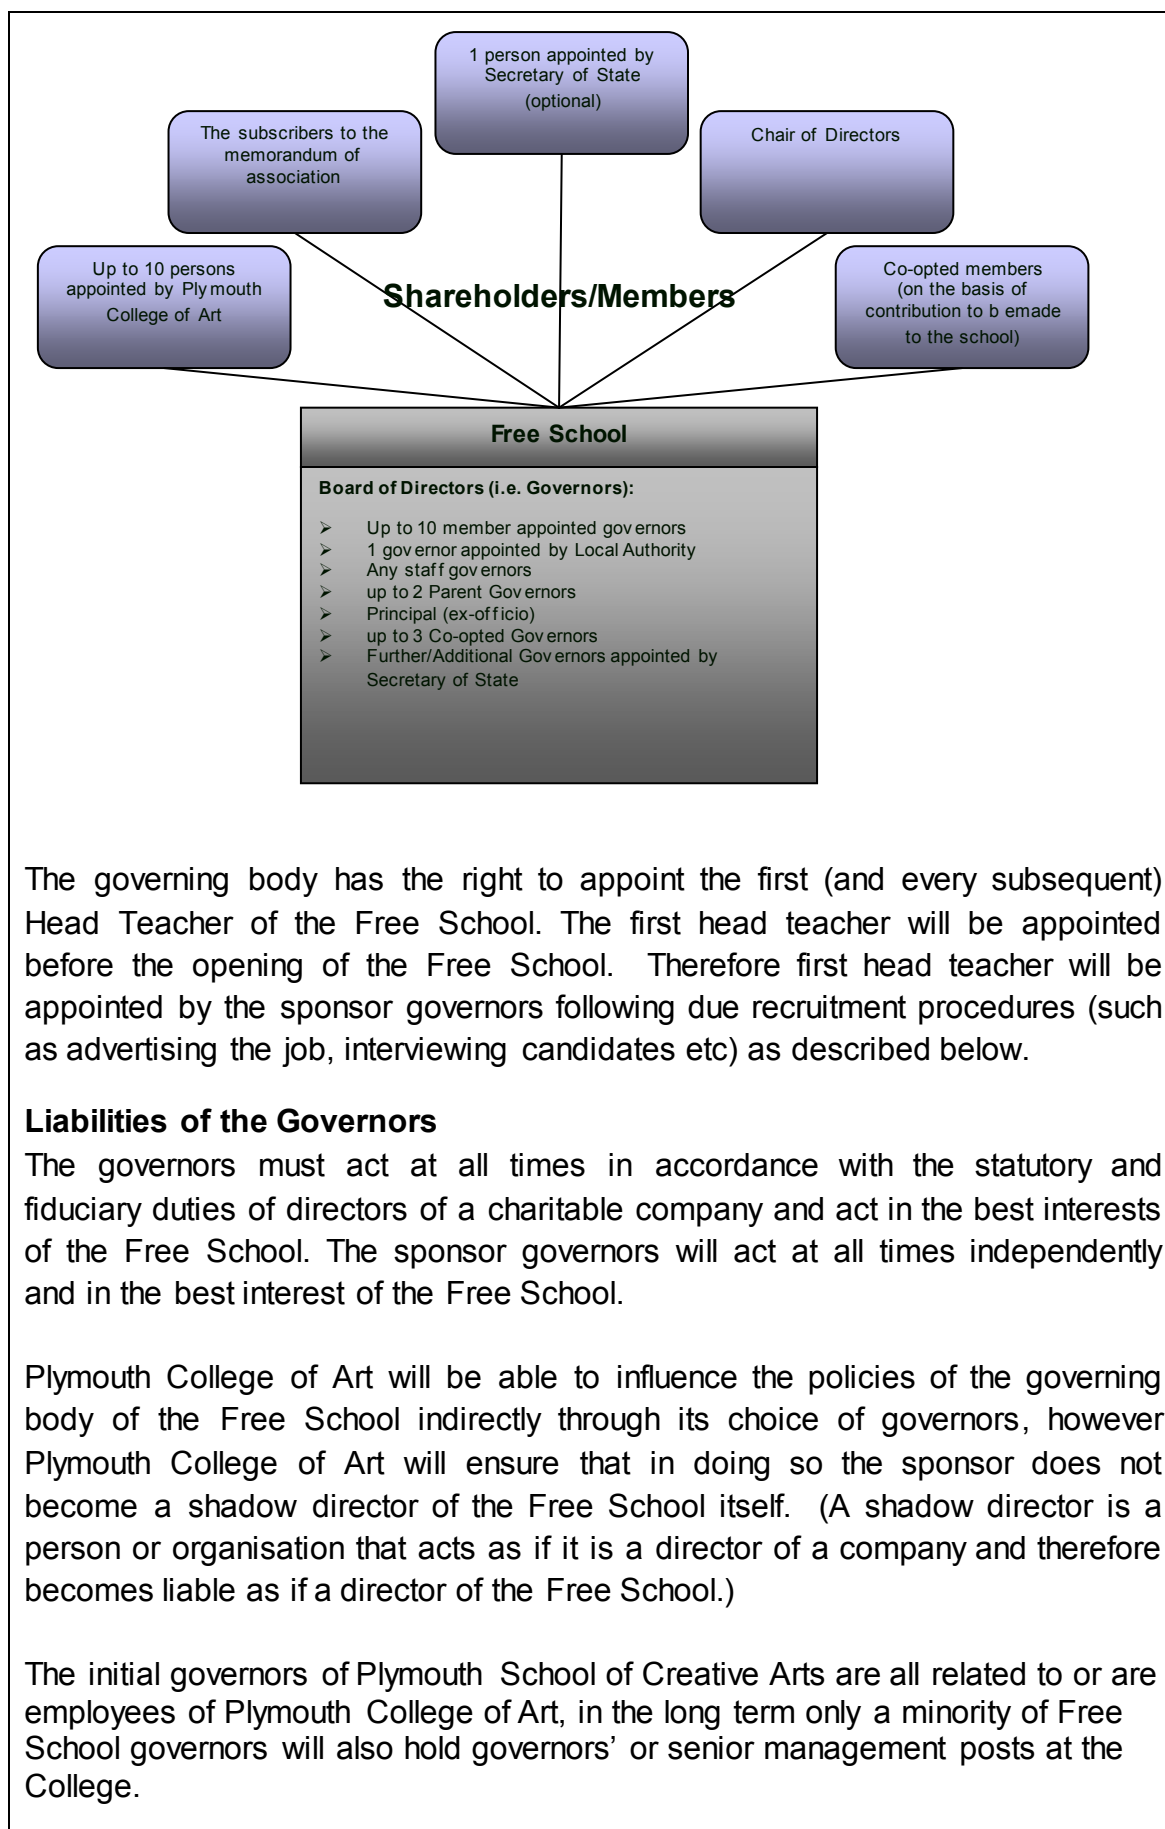 1 person appointed by
Secretary of State
(optional)
The subscribers to the
memorandum of
association
Chair of Directors
Up to 10 persons
appointed by Plymouth
College of Art
Shareholders/Members
Co-opted members
(on the basis of
contribution to b emade
to the school)
Free School
Board of Directors (i.e. Governors):
➢ Up to 10 member appointed governors
➢ 1 governor appointed by Local Authority
➢ Any staff governors
➢ up to 2 Parent Governors
➢ Principal (ex-officio)
➢ up to 3 Co-opted Governors
➢ Further/Additional Governors appointed by
Secretary of State
The governing body has the right to appoint the first (and every subsequent)
Head Teacher of the Free School. The first head teacher will be appointed
before the opening of the Free School. Therefore first head teacher will be
appointed by the sponsor governors following due recruitment procedures (such
as advertising the job, interviewing candidates etc) as described below.
Liabilities of the Governors
The governors must act at all times in accordance with the statutory and
fiduciary duties of directors of a charitable company and act in the best interests
of the Free School. The sponsor governors will act at all times independently
and in the best interest of the Free School.
Plymouth College of Art will be able to influence the policies of the governing
body of the Free School indirectly through its choice of governors, however
Plymouth College of Art will ensure that in doing so the sponsor does not
become a shadow director of the Free School itself. (A shadow director is a
person or organisation that acts as if it is a director of a company and therefore
becomes liable as if a director of the Free School.)
The initial governors of Plymouth School of Creative Arts are all related to or are
employees of Plymouth College of Art, in the long term only a minority of Free
School governors will also hold governors’ or senior management posts at the
College.